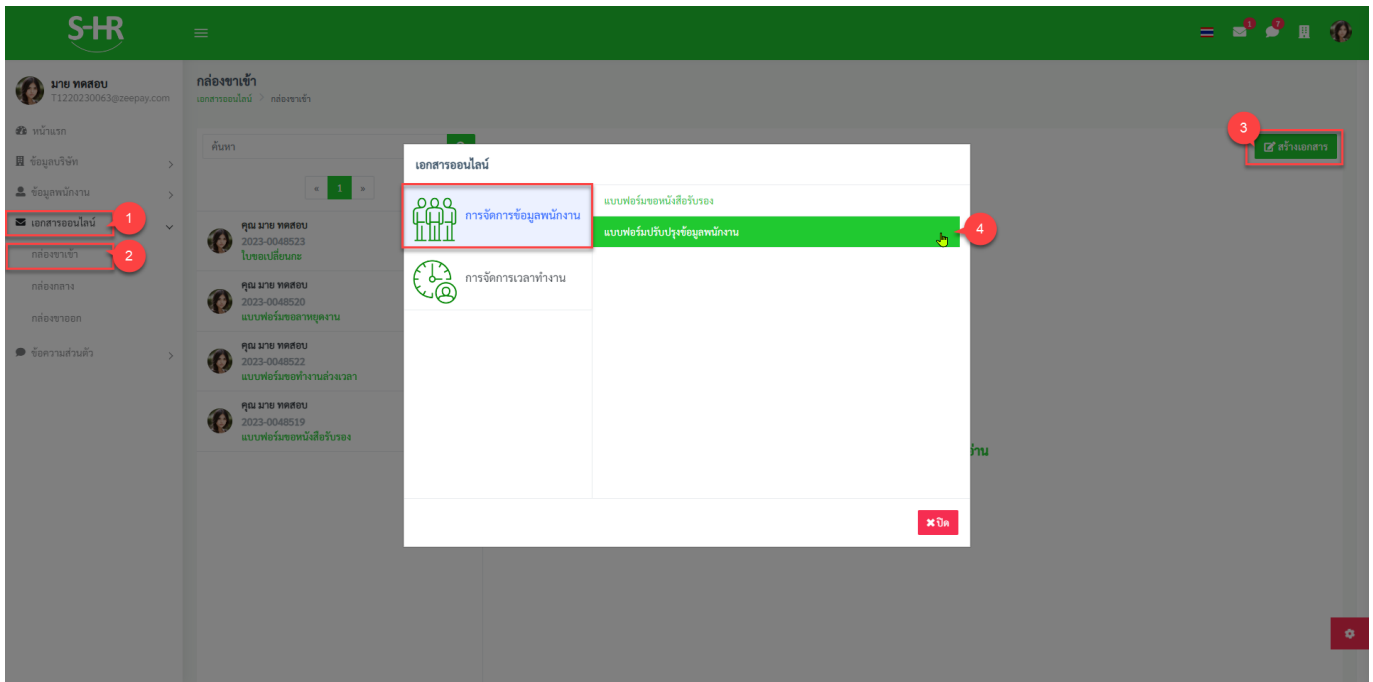 S-HR
1
7
มาย ทดสอบ
T1220230063@zeepay.com
หน้าแรก
ข้อมูลบริษัท
ข้อมูลพนักงาน
เอกสารออนไลน์
1
กล่องขาเข้า
2
กล่องกลาง
กล่องขาออก
ข้อความส่วนตัว
กล่องขาเข้า
เอกสารออนไลน์ > กล่องขาเข้า
ค้นหา
« 1 »
คุณ มาย ทดสอบ
2023-0048523
ใบขอเปลี่ยนกะ
คุณ มาย ทดสอบ
2023-0048520
แบบฟอร์มขอลาหยุดงาน
คุณ มาย ทดสอบ
2023-0048522
แบบฟอร์มขอทำงานล่วงเวลา
คุณ มาย ทดสอบ
2023-0048519
แบบฟอร์มขอหนังสือรับรอง
3
สร้างเอกสาร
เอกสารออนไลน์
การจัดการข้อมูลพนักงาน
การจัดการเวลาทำงาน
แบบฟอร์มขอหนังสือรับรอง
แบบฟอร์มปรับปรุงข้อมูลพนักงาน
4
ปิด